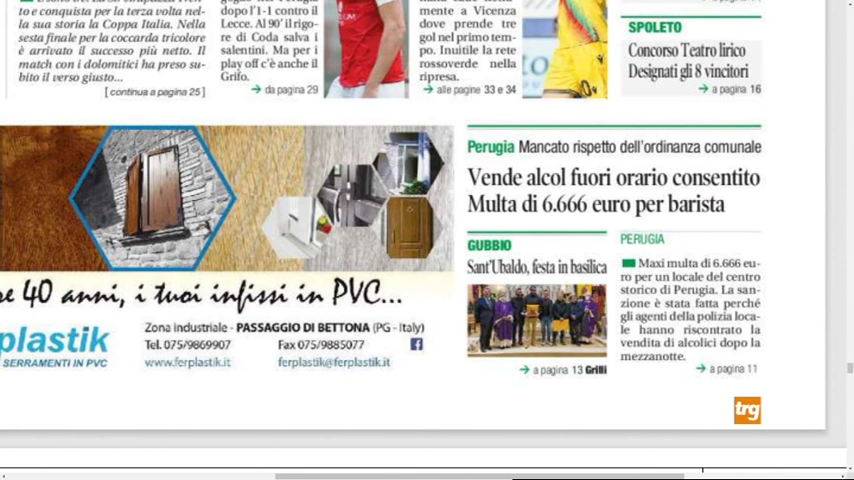 to e conquista per la terza volta nel-
la sua storia la Coppa Italia. Nella
sesta finale per la coccarda tricolore
è arrivato il successo più netto. Il
match con i dolomitici ha preso su-
bito il verso giusto...
[ continua a pagina 25 ]
dopo l'1-1 contro il
Lecce. Al 90' il rigo-
re di Coda salva i
salentini. Ma per i
play off c'è anche il
Grifo.
→ da pagina 29
mente a Vicenza
dove prende tre
gol nel primo tem-
po. Inutile la rete
rossoverde nella
ripresa.
→ alle pagine 33 e 34
SPOLETO
Concorso Teatro lirico
Designati gli 8 vincitori
→ a pagina 16
re 40 anni, i tuoi infissi in PVC...
plastik
SERRAMENTI IN PVC
Zona industriale - PASSAGGIO DI BETTONA (PG - Italy)
Tel. 075/9869907 Fax 075/9885077
www.ferplastik.it ferplastik@ferplastik.it
Perugia Mancato rispetto dell'ordinanza comunale
Vende alcol fuori orario consentito
Multa di 6.666 euro per barista
GUBBIO
Sant'Ubaldo, festa in basilica
→ a pagina 13 Grilli
PERUGIA
Maxi multa di 6.666 eu-
ro per un locale del centro
storico di Perugia. La san-
zione è stata fatta perché
gli agenti della polizia loca-
le hanno riscontrato la
vendita di alcolici dopo la
mezzanotte.
→ a pagina 11
trg